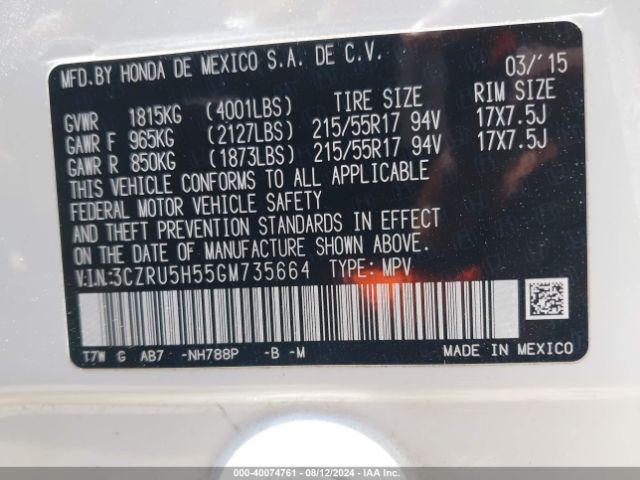 MFD.BY HONDA DE MEXICO S.A. DE C.V. 03/'15
GVWR 1815KG (4001LBS) TIRE SIZE RIM SIZE
GAWR F 965KG (2127LBS) 215/55R17 94V 17X7.5J
GAWR R 850KG (1873LBS) 215/55R17 94V 17X7.5J
THIS VEHICLE CONFORMS TO ALL APPLICABLE
FEDERAL MOTOR VEHICLE SAFETY
AND THEFT PREVENTION STANDARDS IN EFFECT
ON THE DATE OF MANUFACTURE SHOWN ABOVE.
V.I.N:3CZRU5H55GM735664 TYPE: MPV
T7W G AB7 -NH788P -B -M MADE IN MEXICO
000-40074761 - 08/12/2024 - IAA Inc.